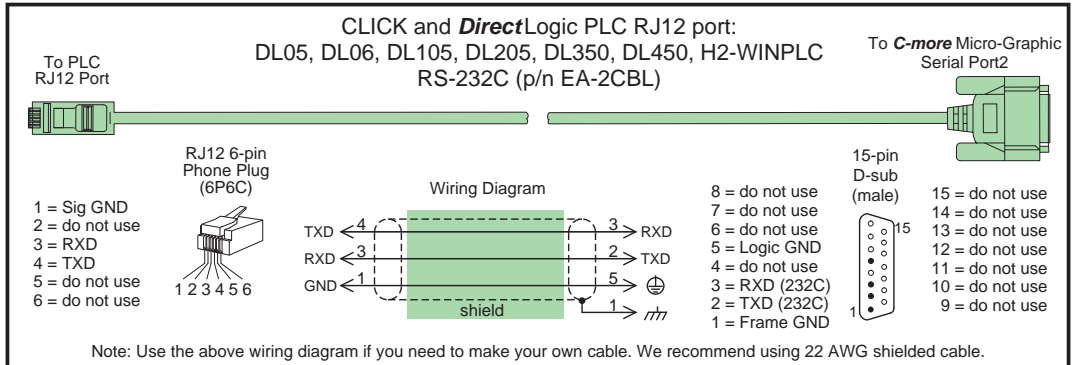 CLICK and DirectLogic PLC RJ12 port:
DL05, DL06, DL105, DL205, DL350, DL450, H2-WINPLC
RS-232C (p/n EA-2CBL)
To PLC
RJ12 Port
To C-more Micro-Graphic
Serial Port2
RJ12 6-pin
Phone Plug
(6P6C)
1 = Sig GND
2 = do not use
3 = RXD
4 = TXD
5 = do not use
6 = do not use
1 2 3 4 5 6
Wiring Diagram
TXD 4 3 RXD
RXD 3 2 TXD
GND 1 5
shield 1
8 = do not use
7 = do not use
6 = do not use
5 = Logic GND
4 = do not use
3 = RXD (232C)
2 = TXD (232C)
1 = Frame GND
15-pin
D-sub
(male)
15
1
15 = do not use
14 = do not use
13 = do not use
12 = do not use
11 = do not use
10 = do not use
9 = do not use
Note: Use the above wiring diagram if you need to make your own cable. We recommend using 22 AWG shielded cable.